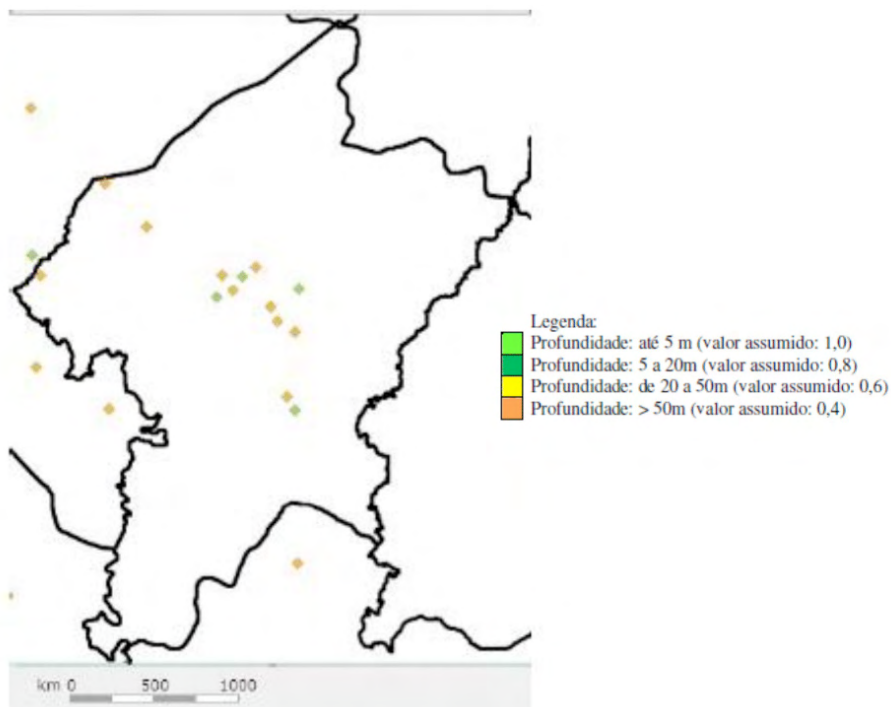 Legenda:
Profundidade: até 5 m (valor assumido: 1,0)
Profundidade: 5 a 20m (valor assumido: 0,8)
Profundidade: de 20 a 50m (valor assumido: 0,6)
Profundidade: > 50m (valor assumido: 0,4)
km 0 500 1000